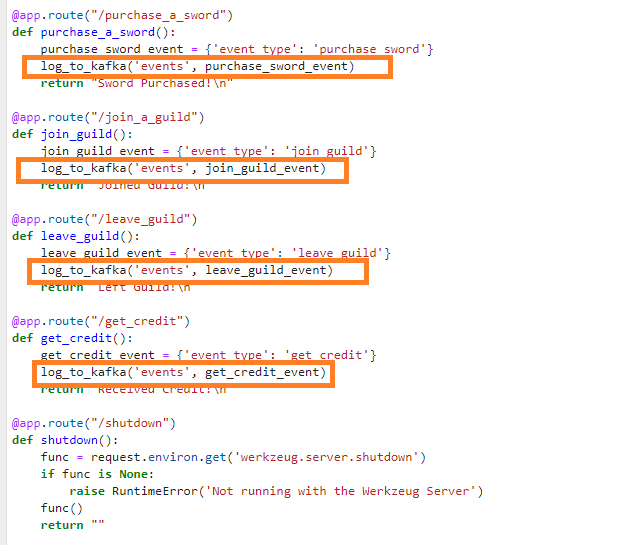 @app.route("/purchase_a_sword")
def purchase_a_sword():
    purchase_sword_event = {'event_type': 'purchase_sword'}
    log_to_kafka('events', purchase_sword_event)
    return "Sword Purchased!\n"
@app.route("/join_a_guild")
def join_guild():
    join_guild_event = {'event_type': 'join_guild'}
    log_to_kafka('events', join_guild_event)
    return "Joined Guild!\n"
@app.route("/leave_guild")
def leave_guild():
    leave_guild_event = {'event_type': 'leave_guild'}
    log_to_kafka('events', leave_guild_event)
    return "Left Guild!\n"
@app.route("/get_credit")
def get_credit():
    get_credit_event = {'event_type': 'get_credit'}
    log_to_kafka('events', get_credit_event)
    return "Received Credit!\n"
@app.route("/shutdown")
def shutdown():
    func = request.environ.get('werkzeug.server.shutdown')
    if func is None:
        raise RuntimeError('Not running with the Werkzeug Server')
    func()
    return ""